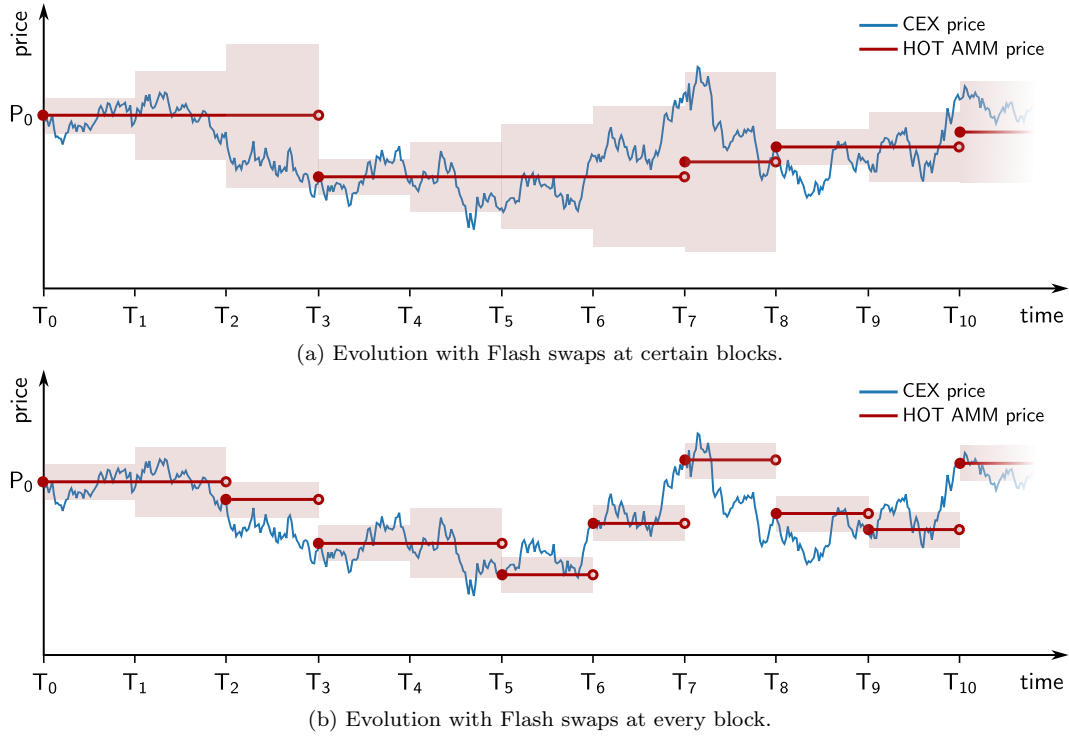 price
CEX price
HOT AMM price
P0
T0 T1 T2 T3 T4 T5 T6 T7 T8 T9 T10 time
(a) Evolution with Flash swaps at certain blocks.
price
CEX price
HOT AMM price
P0
T0 T1 T2 T3 T4 T5 T6 T7 T8 T9 T10 time
(b) Evolution with Flash swaps at every block.